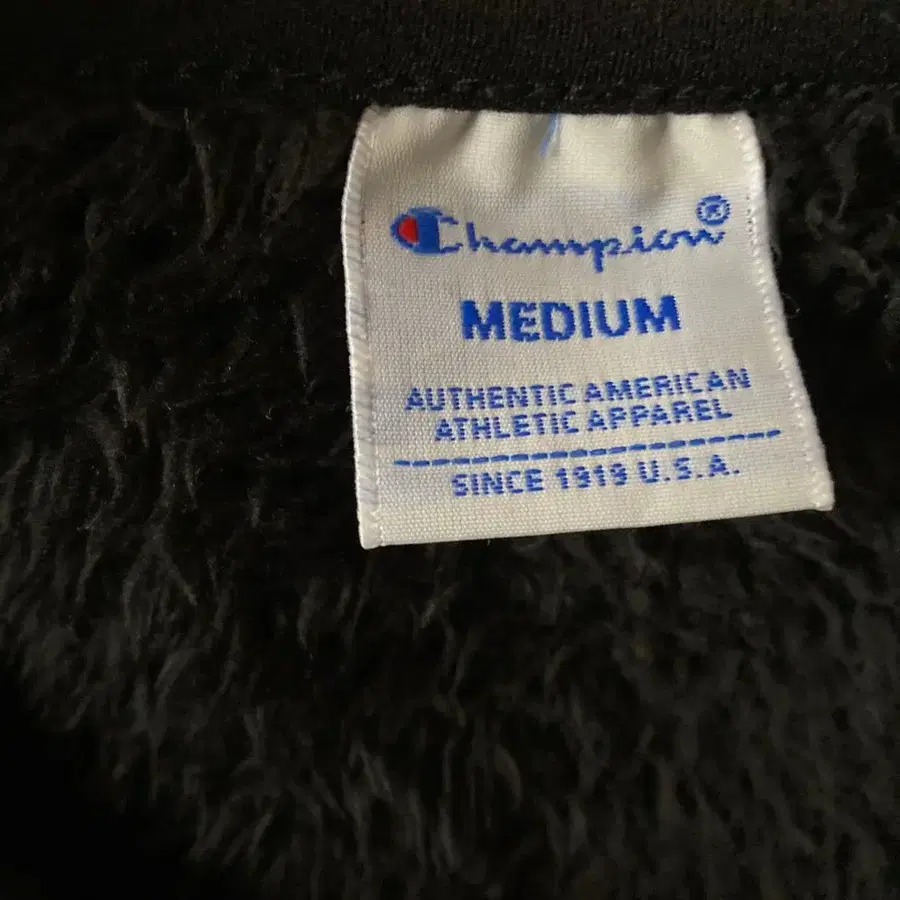 Champion®
MEDIUM
AUTHENTIC AMERICAN
ATHLETIC APPAREL
SINCE 1919 U.S.A.